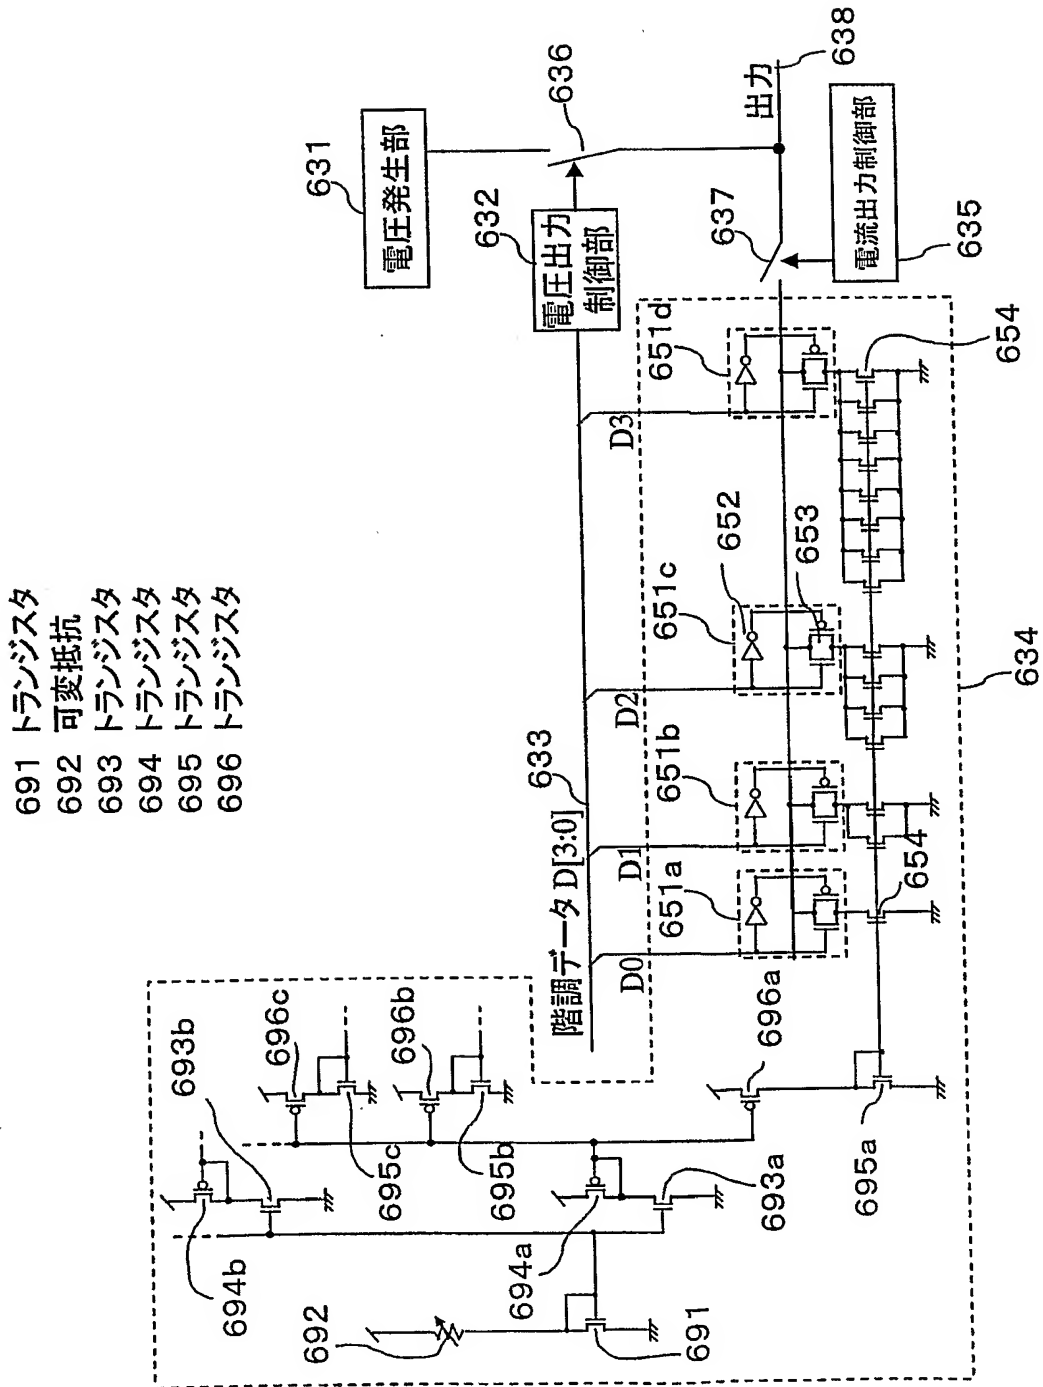 691 トランジスタ
692 可変抵抗
693 トランジスタ
694 トランジスタ
695 トランジスタ
696 トランジスタ
631
電圧発生部
636
632
電圧出力
制御部
出力
638
637
電流出力制御部
635
633
階調データ D[3:0]
D0
D1
D2
D3
651a
651b
651c
651d
652
653
654
654
634
693b
696c
696b
696a
694b
695c
695b
695a
694a
693a
692
691